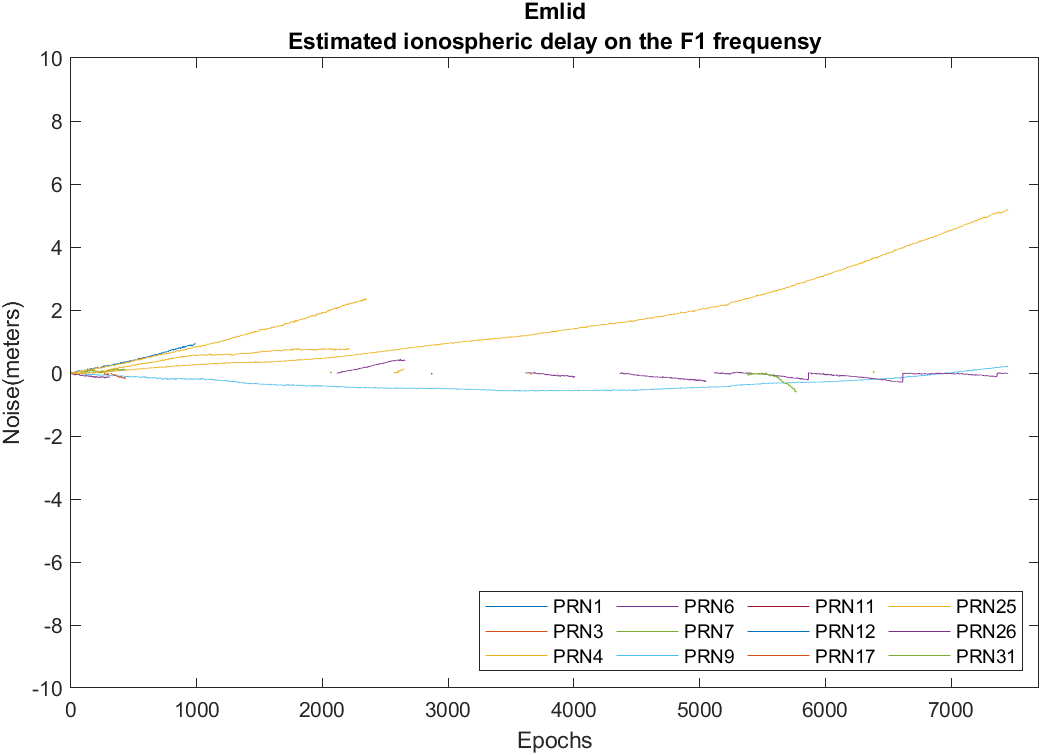 Emlid
Estimated ionospheric delay on the F1 frequensy
10
8
6
4
2
0
-2
-4
-6
-8
-10
Noise(meters)
PRN1 PRN6 PRN11 PRN25
PRN3 PRN7 PRN12 PRN26
PRN4 PRN9 PRN17 PRN31
0 1000 2000 3000 4000 5000 6000 7000
Epochs